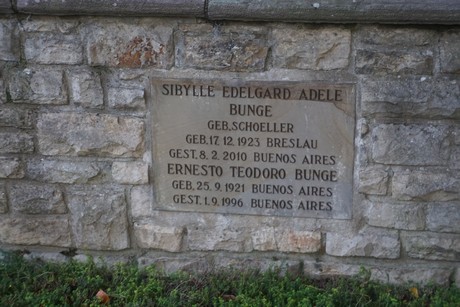 SIBYLLE EDELGARD ADELE
BUNGE
GEB.SCHOELLER
GEB.17.12.1923 BRESLAU
GEST.8.2.2010 BUENOS AIRES
ERNESTO TEODORO BUNGE
GEB.25.9.1921 BUENOS AIRES
GEST.1.9.1996 BUENOS AIRES